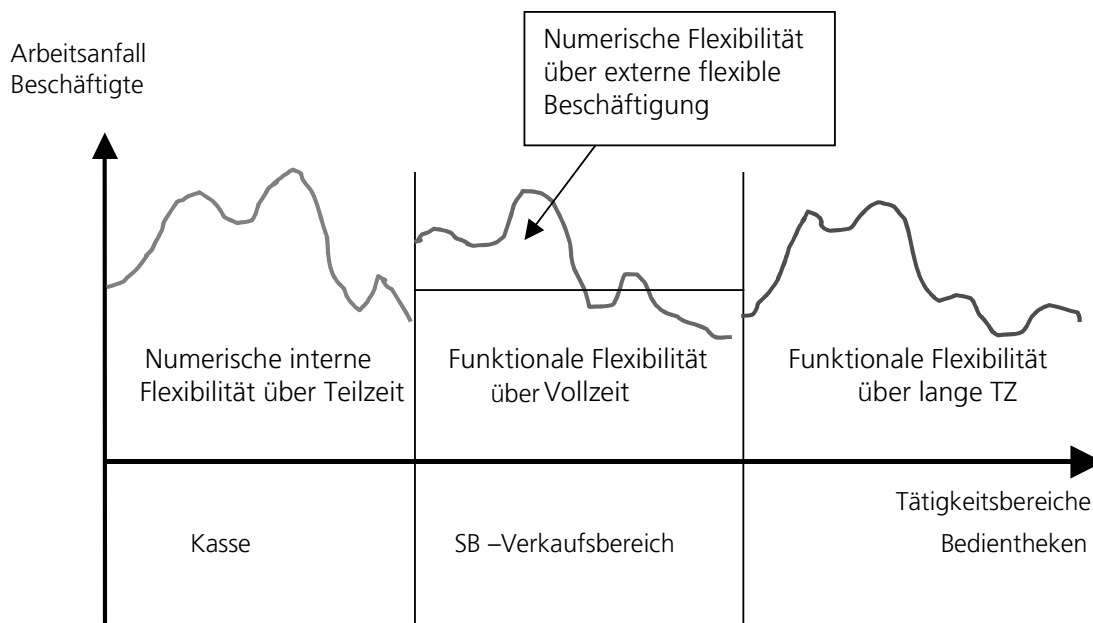 Arbeitsanfall
Beschäftigte
Numerische Flexibilität
über externe flexible
Beschäftigung
Numerische interne
Flexibilität über Teilzeit
Funktionale Flexibilität
über Vollzeit
Funktionale Flexibilität
über lange TZ
Tätigkeitsbereiche
Kasse
SB –Verkaufsbereich
Bedientheken